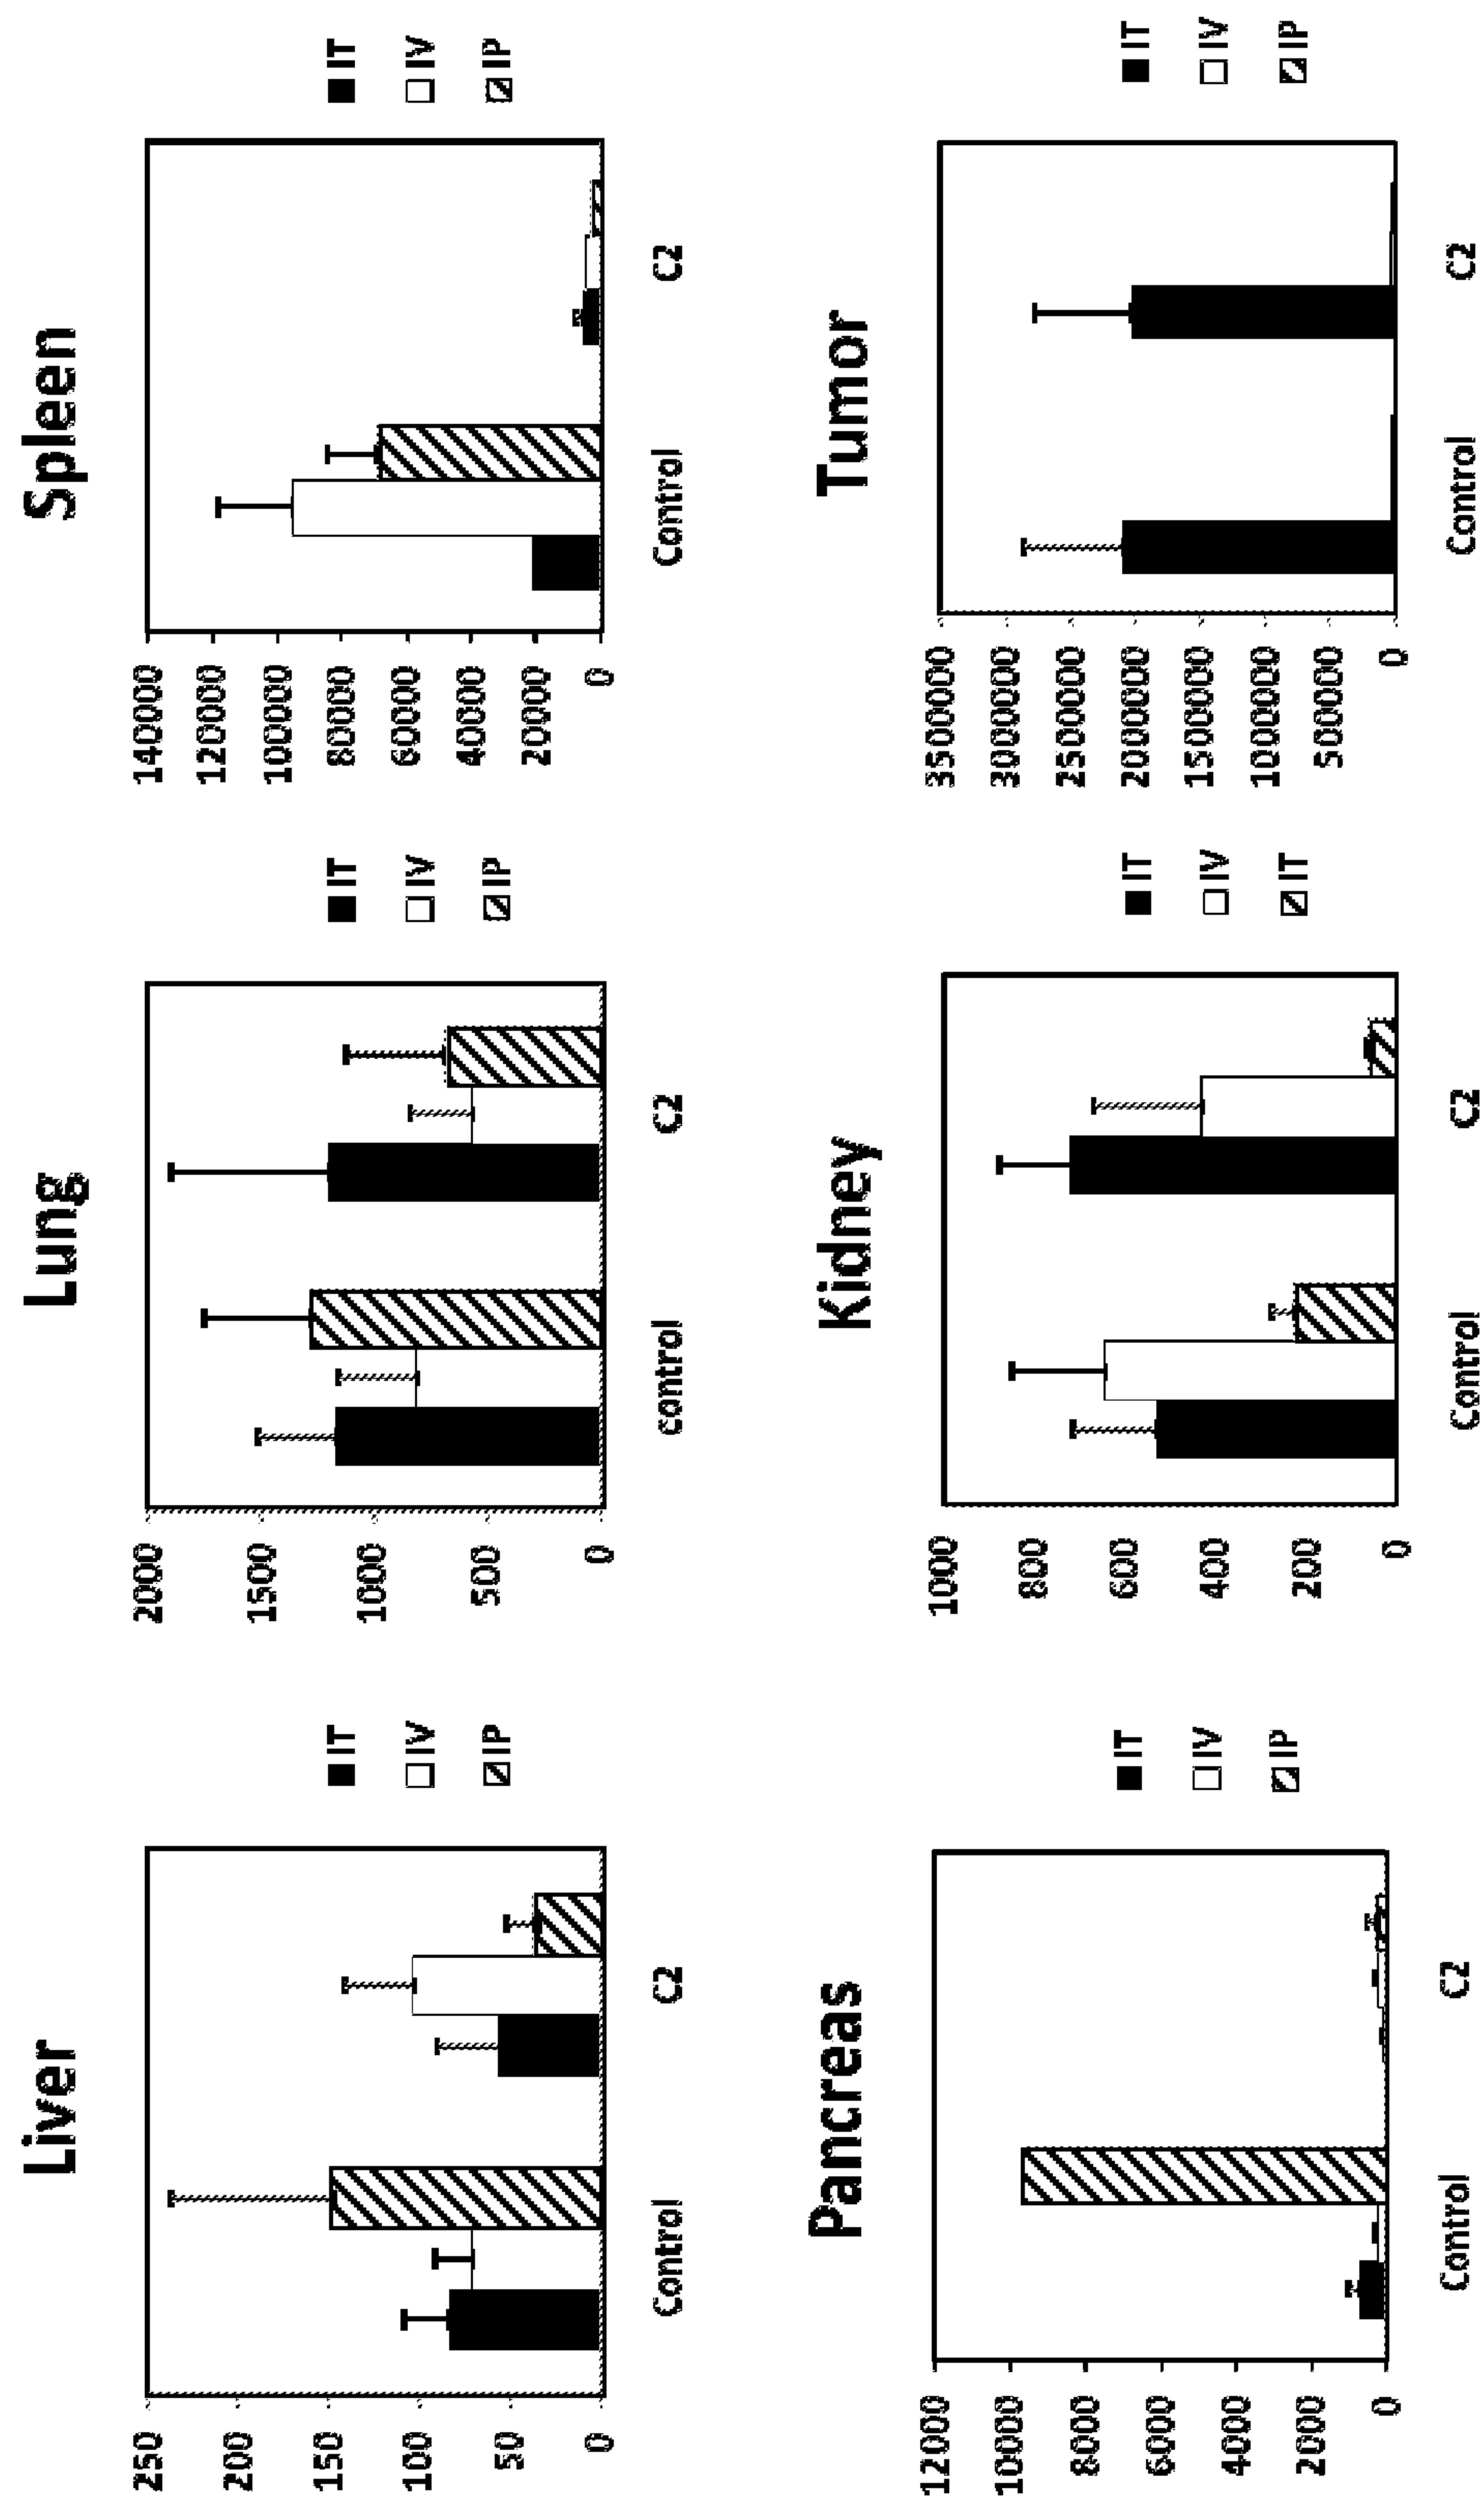 Liver
250
200
150
100
50
0
Control
C2
IT
IV
IP
Lung
2000
1500
1000
500
0
control
C2
IT
IV
IP
Spleen
140000
120000
100000
80000
60000
40000
20000
0
Control
C2
IT
IV
IP
Pancreas
12000
10000
8000
6000
4000
2000
0
Control
C2
IT
IV
IP
Kidney
1000
800
600
400
200
0
Control
C2
IT
IV
IT
Tumor
3500000
3000000
2500000
2000000
1500000
1000000
500000
0
Control
C2
IT
IV
IP